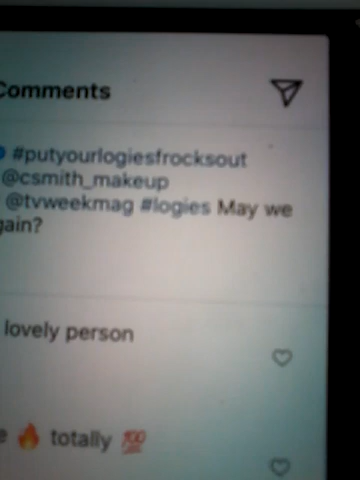 Comments
#putyourlogiesfrocksout
@csmith_makeup
@tvweekmag #logies May we
gain?
lovely person
e 🔥 totally 💯